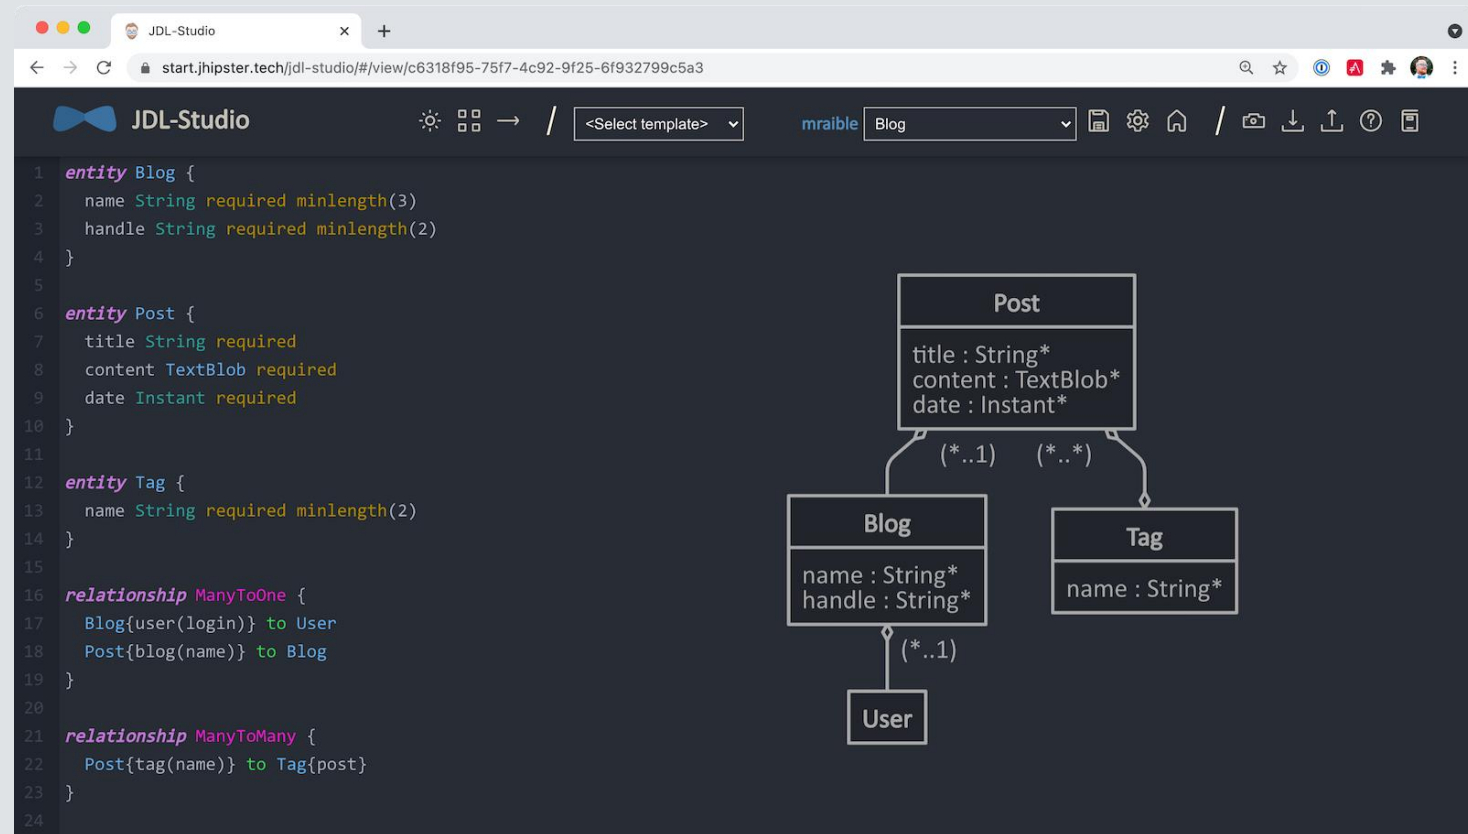 JDL-Studio
start.jhipster.tech/jdl-studio/#/view/c6318f95-75f7-4c92-9f25-6f932799c5a3
JDL-Studio
/
<Select template>
mraible
Blog
/
1 entity Blog {
2 name String required minlength(3)
3 handle String required minlength(2)
4 }
5
6 entity Post {
7 title String required
8 content TextBlob required
9 date Instant required
10 }
11
12 entity Tag {
13 name String required minlength(2)
14 }
15
16 relationship ManyToOne {
17 Blog{user(login)} to User
18 Post{blog(name)} to Blog
19 }
20
21 relationship ManyToMany {
22 Post{tag(name)} to Tag{post}
23 }
24
Post
title : String*
content : TextBlob*
date : Instant*
(*..1) (*..*)
Blog
name : String*
handle : String*
Tag
name : String*
(*..1)
User